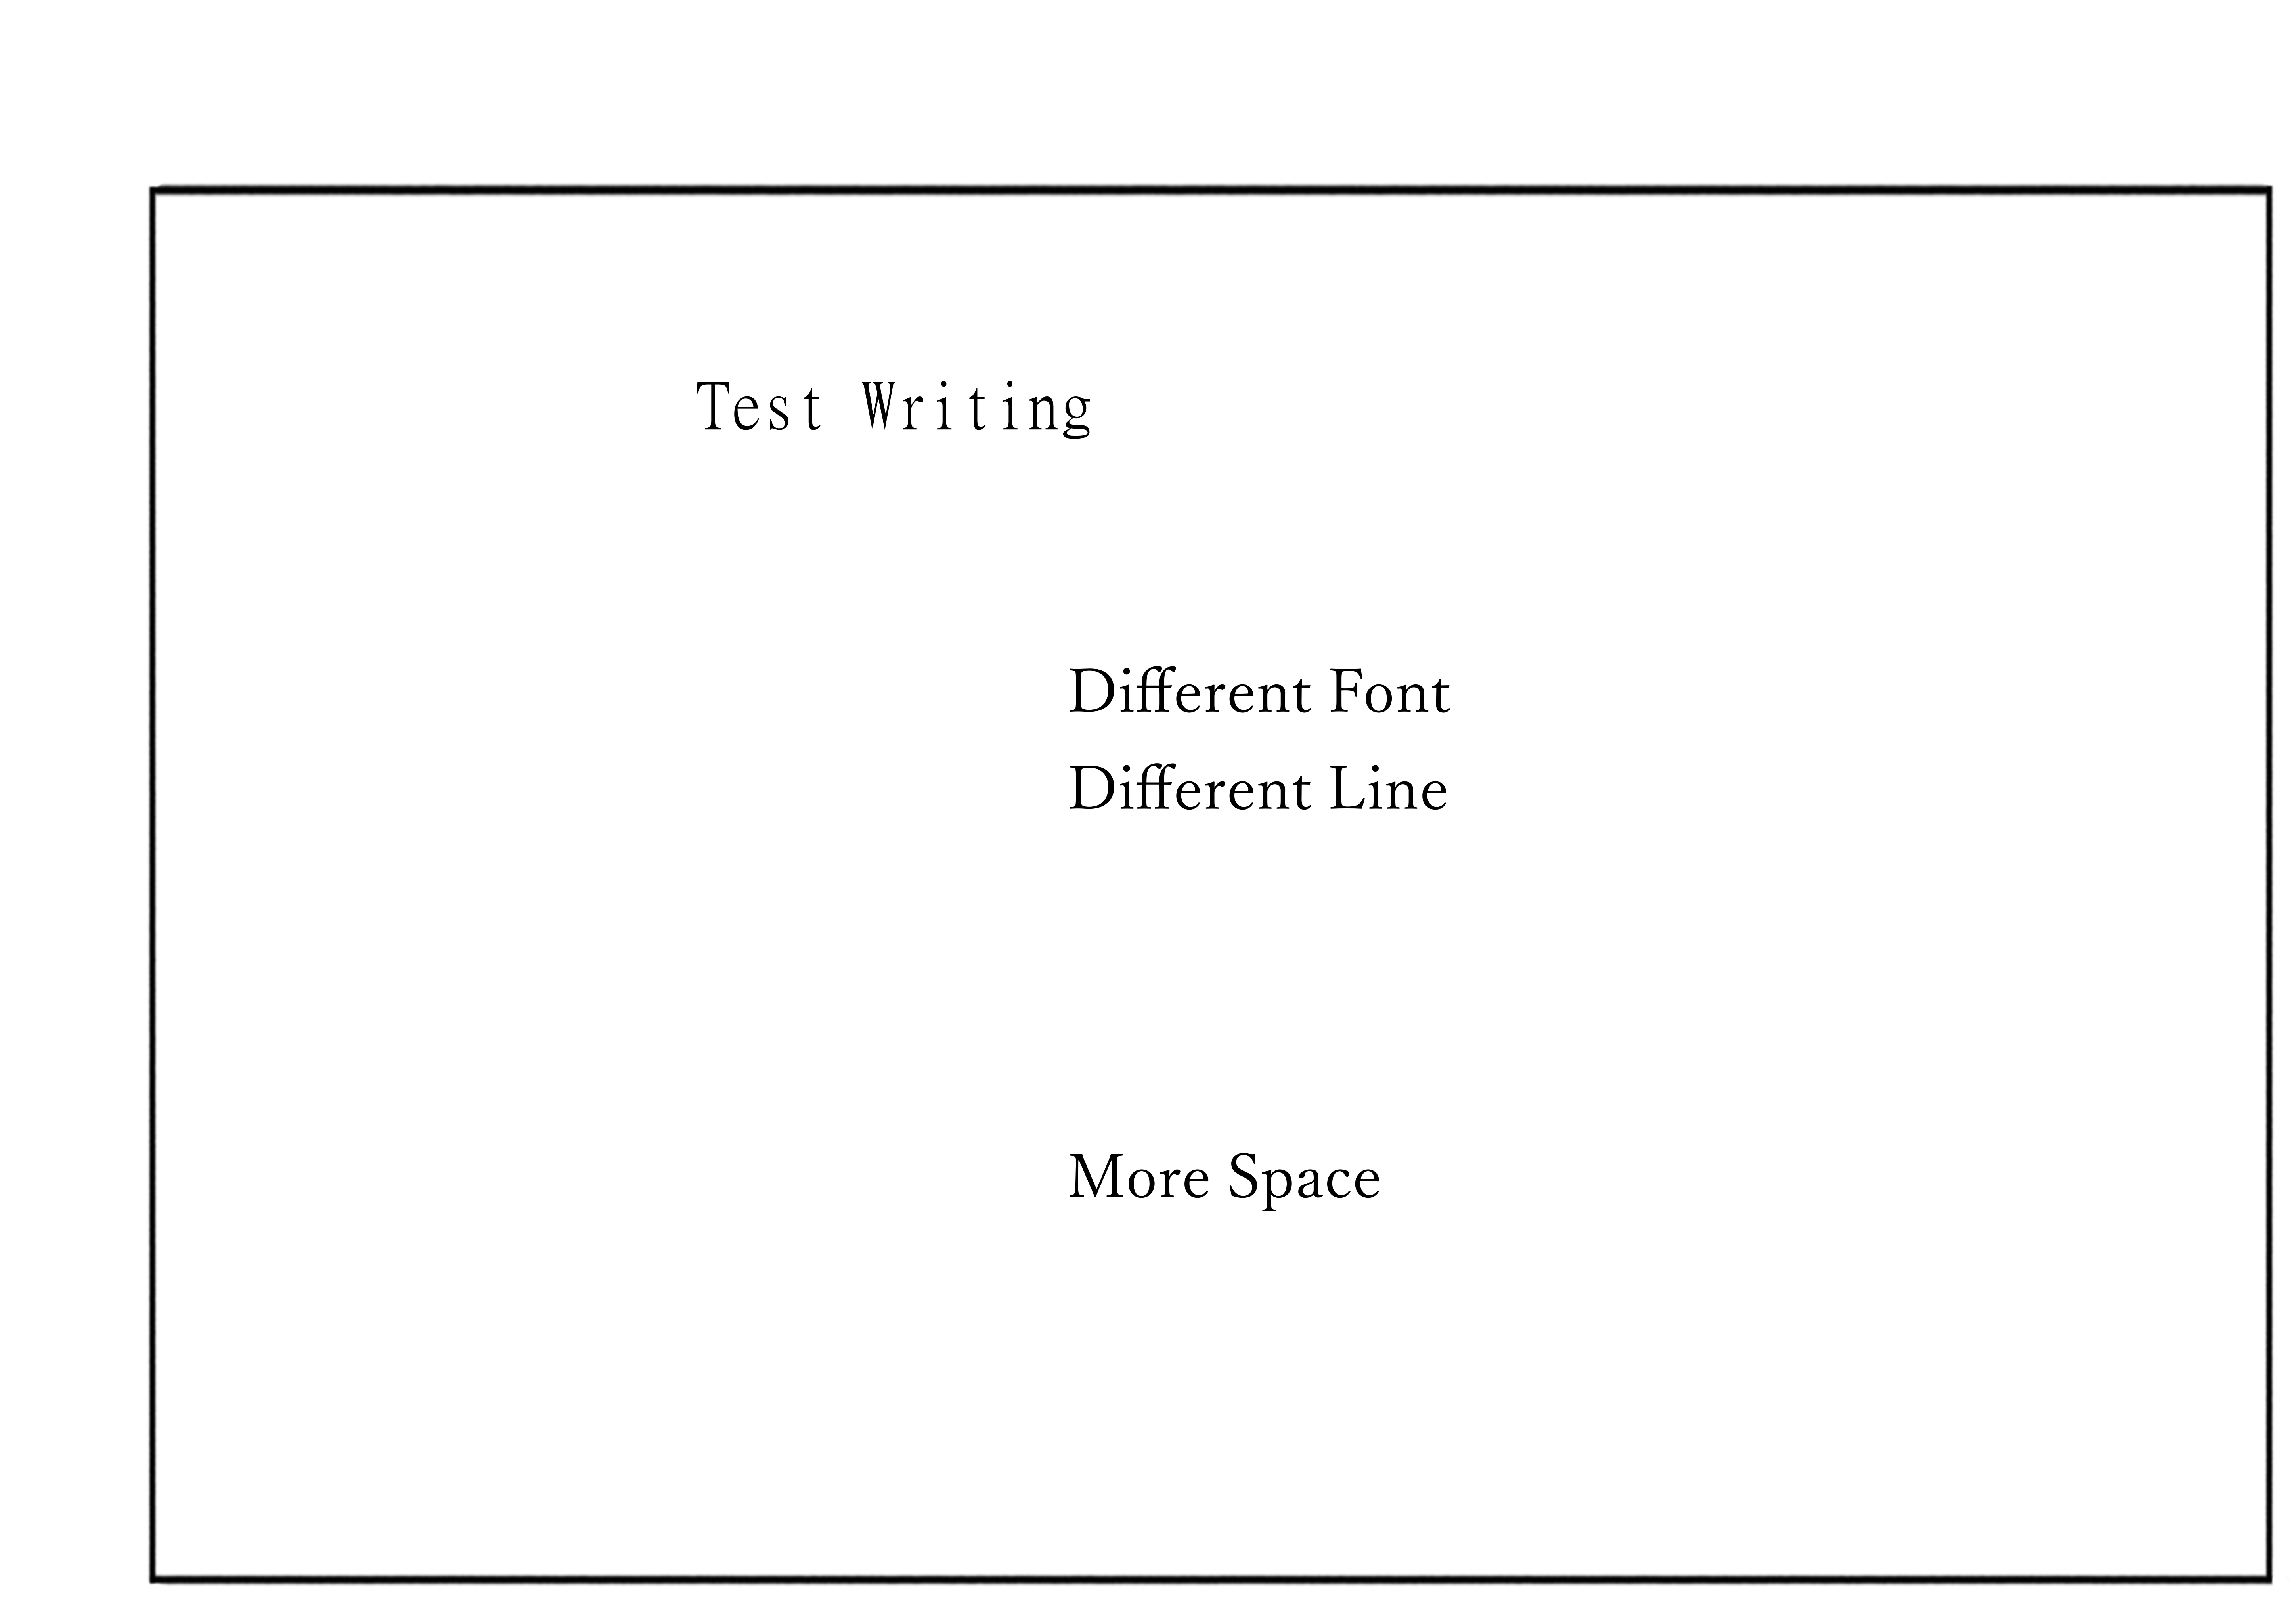 Test Writing
Different Font
Different Line
More Space